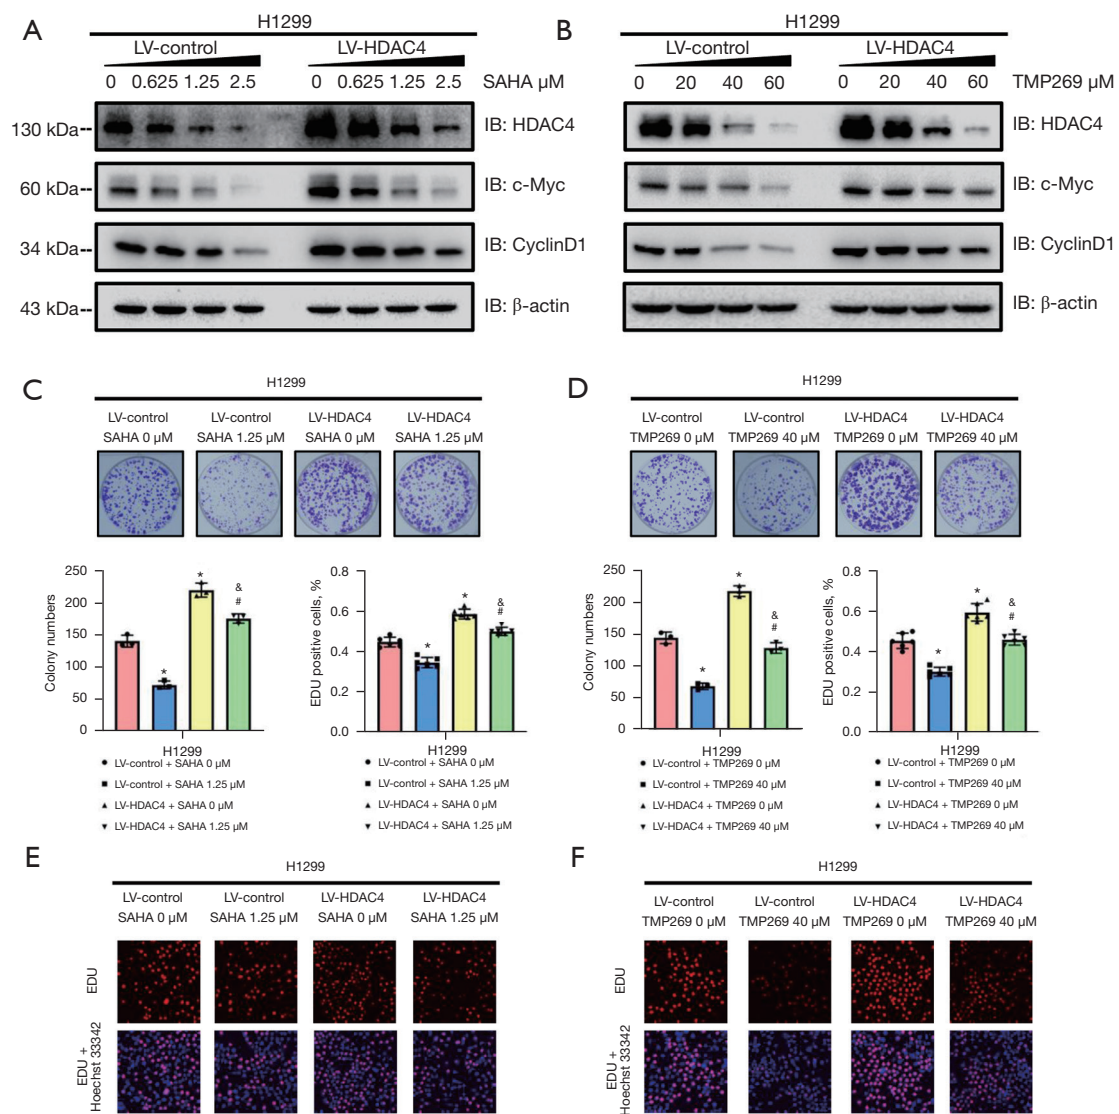 A
H1299
LV-control LV-HDAC4
0 0.625 1.25 2.5 0 0.625 1.25 2.5 SAHA μM
130 kDa-- IB: HDAC4
60 kDa-- IB: c-Myc
34 kDa-- IB: CyclinD1
43 kDa-- IB: β-actin
B
H1299
LV-control LV-HDAC4
0 20 40 60 0 20 40 60 TMP269 μM
IB: HDAC4
IB: c-Myc
IB: CyclinD1
IB: β-actin
C
H1299
LV-control LV-control LV-HDAC4 LV-HDAC4
SAHA 0 μM SAHA 1.25 μM SAHA 0 μM SAHA 1.25 μM
Colony numbers
250
200
150
100
50
0
* * & #
H1299
LV-control + SAHA 0 μM
LV-control + SAHA 1.25 μM
LV-HDAC4 + SAHA 0 μM
LV-HDAC4 + SAHA 1.25 μM
EDU positive cells, %
0.8
0.6
0.4
0.2
0.0
* * & #
H1299
LV-control + SAHA 0 μM
LV-control + SAHA 1.25 μM
LV-HDAC4 + SAHA 0 μM
LV-HDAC4 + SAHA 1.25 μM
D
H1299
LV-control LV-control LV-HDAC4 LV-HDAC4
TMP269 0 μM TMP269 40 μM TMP269 0 μM TMP269 40 μM
Colony numbers
250
200
150
100
50
0
* * & #
H1299
LV-control + TMP269 0 μM
LV-control + TMP269 40 μM
LV-HDAC4 + TMP269 0 μM
LV-HDAC4 + TMP269 40 μM
EDU positive cells, %
0.8
0.6
0.4
0.2
0.0
* * & #
H1299
LV-control + TMP269 0 μM
LV-control + TMP269 40 μM
LV-HDAC4 + TMP269 0 μM
LV-HDAC4 + TMP269 40 μM
E
H1299
LV-control LV-control LV-HDAC4 LV-HDAC4
SAHA 0 μM SAHA 1.25 μM SAHA 0 μM SAHA 1.25 μM
EDU
EDU +
Hoechst 33342
F
H1299
LV-control LV-control LV-HDAC4 LV-HDAC4
TMP269 0 μM TMP269 40 μM TMP269 0 μM TMP269 40 μM
EDU
EDU +
Hoechst 33342